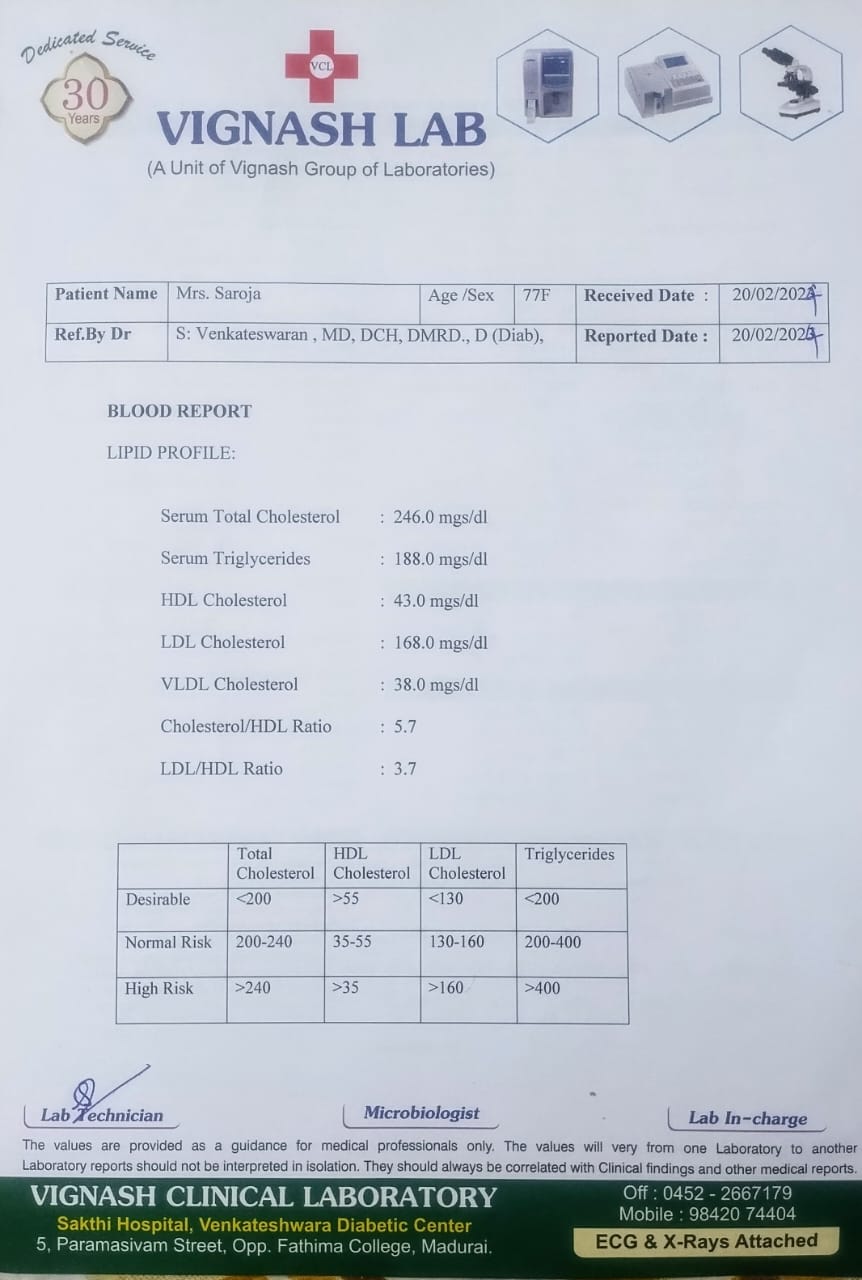 Dedicated Service
30
Years
VCL
VIGNASH LAB
(A Unit of Vignash Group of Laboratories)
Patient Name Mrs. Saroja Age /Sex 77F Received Date : 20/02/2024
Ref.By Dr S: Venkateswaran , MD, DCH, DMRD., D (Diab), Reported Date : 20/02/2024
BLOOD REPORT
LIPID PROFILE:
Serum Total Cholesterol : 246.0 mgs/dl
Serum Triglycerides : 188.0 mgs/dl
HDL Cholesterol : 43.0 mgs/dl
LDL Cholesterol : 168.0 mgs/dl
VLDL Cholesterol : 38.0 mgs/dl
Cholesterol/HDL Ratio : 5.7
LDL/HDL Ratio : 3.7
Total Cholesterol HDL Cholesterol LDL Cholesterol Triglycerides
Desirable <200 >55 <130 <200
Normal Risk 200-240 35-55 130-160 200-400
High Risk >240 >35 >160 >400
Lab Technician Microbiologist Lab In-charge
The values are provided as a guidance for medical professionals only. The values will very from one Laboratory to another
Laboratory reports should not be interpreted in isolation. They should always be correlated with Clinical findings and other medical reports.
VIGNASH CLINICAL LABORATORY
Sakthi Hospital, Venkateshwara Diabetic Center
5, Paramasivam Street, Opp. Fathima College, Madurai.
Off : 0452 - 2667179
Mobile : 98420 74404
ECG & X-Rays Attached